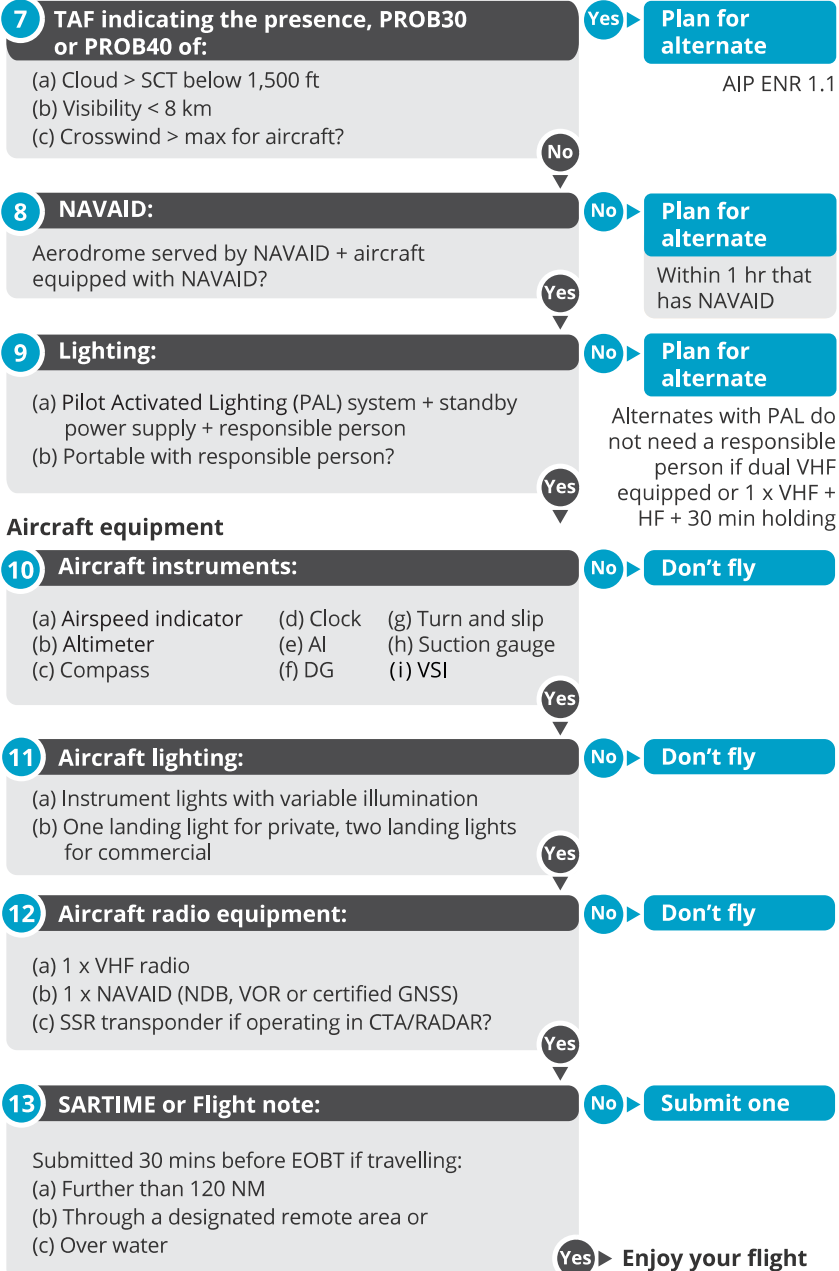 7 TAF indicating the presence, PROB30
or PROB40 of:
Yes
Plan for
alternate
(a) Cloud > SCT below 1,500 ft
(b) Visibility < 8 km
(c) Crosswind > max for aircraft?
AIP ENR 1.1
No
8 NAVAID:
No
Plan for
alternate
Aerodrome served by NAVAID + aircraft
equipped with NAVAID?
Within 1 hr that
has NAVAID
Yes
9 Lighting:
No
Plan for
alternate
(a) Pilot Activated Lighting (PAL) system + standby
power supply + responsible person
(b) Portable with responsible person?
Alternates with PAL do
not need a responsible
person if dual VHF
equipped or 1 x VHF +
HF + 30 min holding
Yes
Aircraft equipment
10 Aircraft instruments:
No
Don't fly
(a) Airspeed indicator (d) Clock (g) Turn and slip
(b) Altimeter (e) AI (h) Suction gauge
(c) Compass (f) DG (i) VSI
Yes
11 Aircraft lighting:
No
Don't fly
(a) Instrument lights with variable illumination
(b) One landing light for private, two landing lights
for commercial
Yes
12 Aircraft radio equipment:
No
Don't fly
(a) 1 x VHF radio
(b) 1 x NAVAID (NDB, VOR or certified GNSS)
(c) SSR transponder if operating in CTA/RADAR?
Yes
13 SARTIME or Flight note:
No
Submit one
Submitted 30 mins before EOBT if travelling:
(a) Further than 120 NM
(b) Through a designated remote area or
(c) Over water
Yes
Enjoy your flight